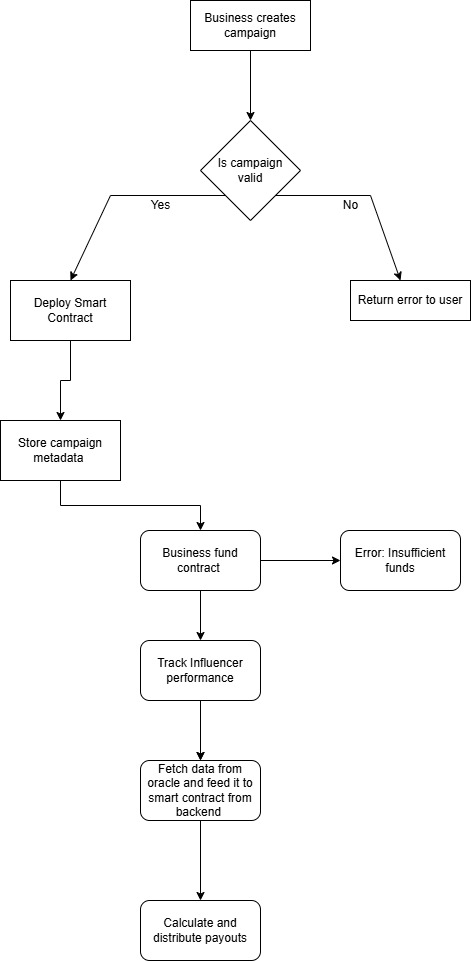 Business creates
campaign
Is campaign
valid
Yes
No
Deploy Smart
Contract
Return error to user
Store campaign
metadata
Business fund
contract
Error: Insufficient
funds
Track Influencer
performance
Fetch data from
oracle and feed it to
smart contract from
backend
Calculate and
distribute payouts